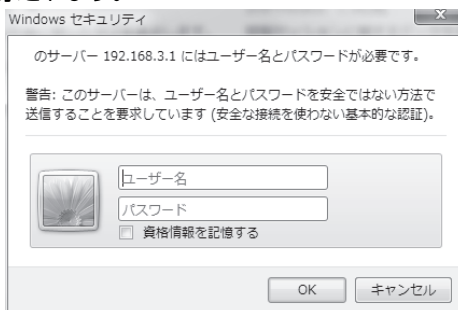 Windows セキュリティ
のサーバー 192.168.3.1 にはユーザー名とパスワードが必要です。
警告: このサーバーは、ユーザー名とパスワードを安全ではない方法で
送信することを要求しています (安全な接続を使わない基本的な認証)。
ユーザー名
パスワード
資格情報を記憶する
OK
キャンセル